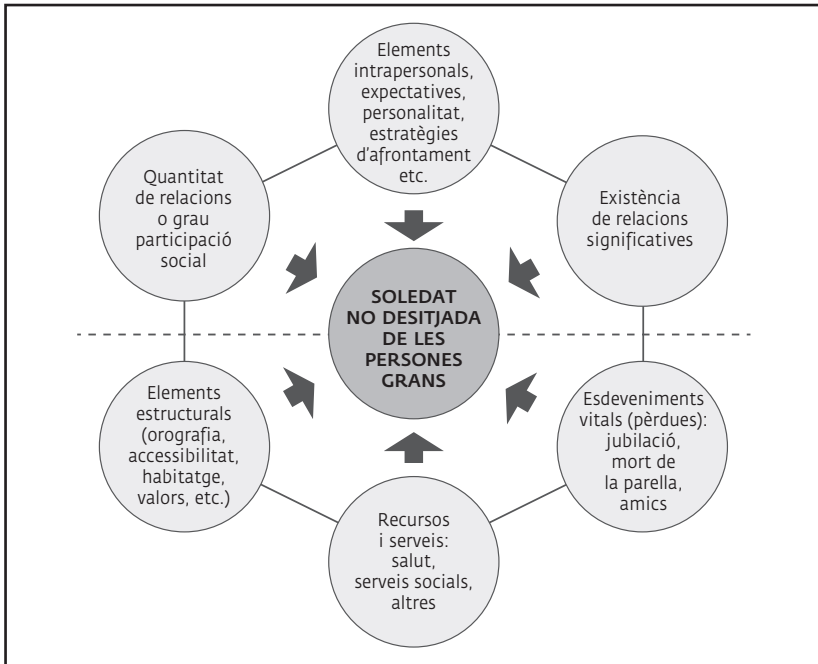 Elements
intrapersonals,
expectatives,
personalitat,
estratègies
d'afrontament
etc.
Quantitat
de relacions
o grau
participació
social
Existència
de relacions
significatives
SOLEDAT
NO DESITJADA
DE LES
PERSONES
GRANS
Elements
estructurals
(orografia,
accessibilitat,
habitatge,
valors, etc.)
Esdeveniments
vitals (pèrdues):
jubilació,
mort de
la parella,
amics
Recursos
i serveis:
salut,
serveis socials,
altres